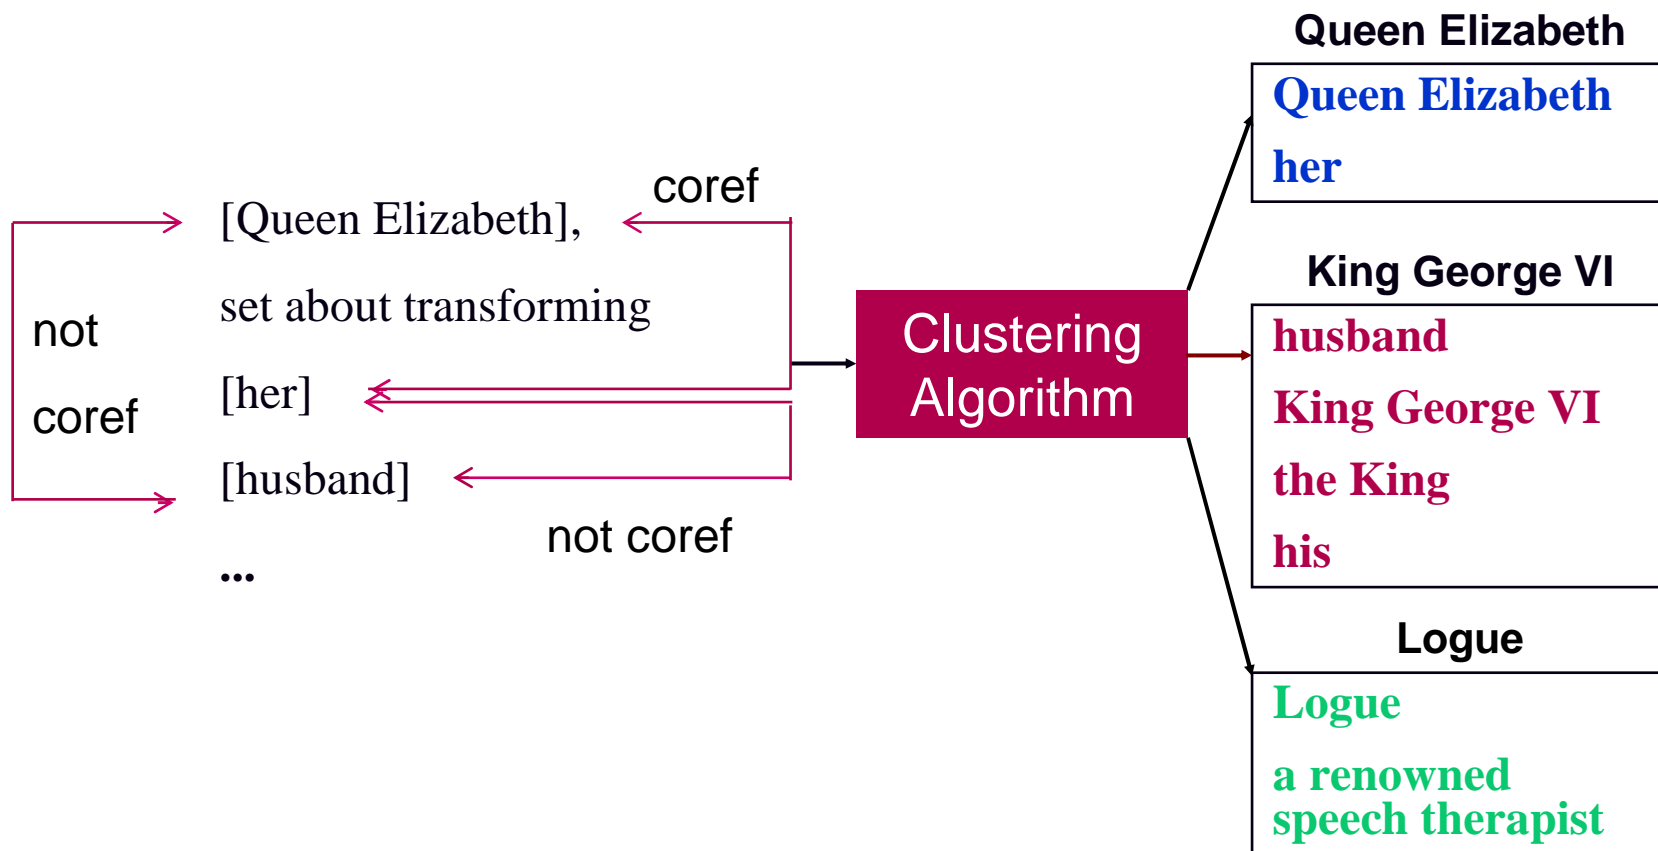 not
coref
[Queen Elizabeth],
set about transforming
[her]
[husband]
...
coref
not coref
Clustering
Algorithm
Queen Elizabeth
Queen Elizabeth
her
King George VI
husband
King George VI
the King
his
Logue
Logue
a renowned
speech therapist